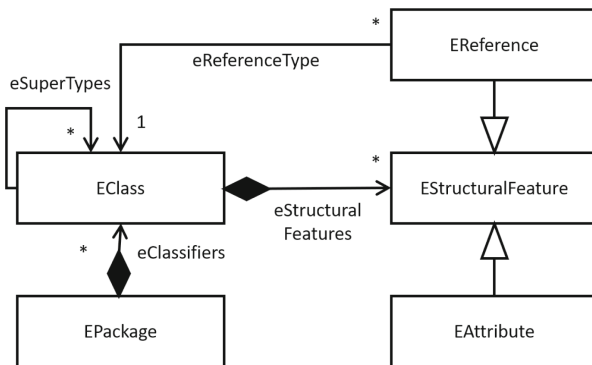 *
EReference
eReferenceType
eSuperTypes
*
1
*
EClass
EStructuralFeature
eStructural
Features
*
eClassifiers
EPackage
EAttribute